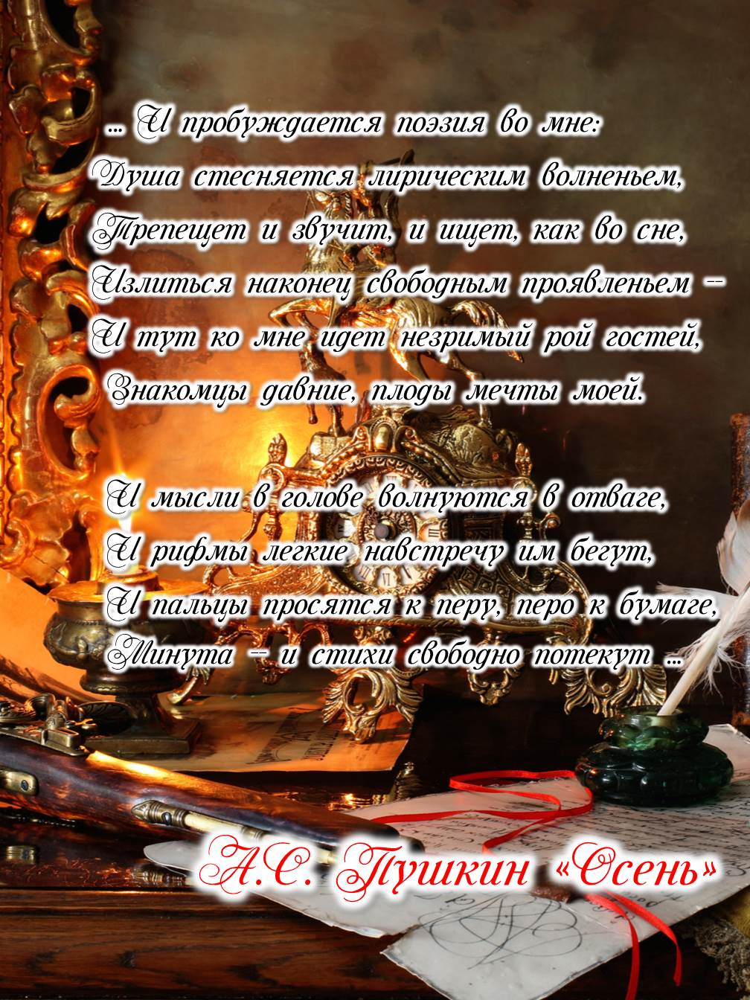 ... И пробуждается поэзия во мне:
Душа стесняется лирическим волненьем,
Трепещет и звучит, и ищет, как во сне,
Излиться наконец свободным проявленьем --
И тут ко мне идет незримый рой гостей,
Знакомцы давние, плоды мечты моей.
И мысли в голове волнуются в отваге,
И рифмы легкие навстречу им бегут,
И пальцы просятся к перу, перо к бумаге,
Минута -- и стихи свободно потекут ...
А.С. Пушкин «Осень»